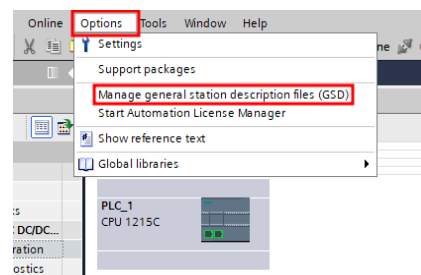 Online Options Tools Window Help
Settings
ne
Support packages
Manage general station description files (GSD)
Start Automation License Manager
Show reference text
Global libraries
PLC_1
CPU 1215C
DC/DC...
ration
ostics